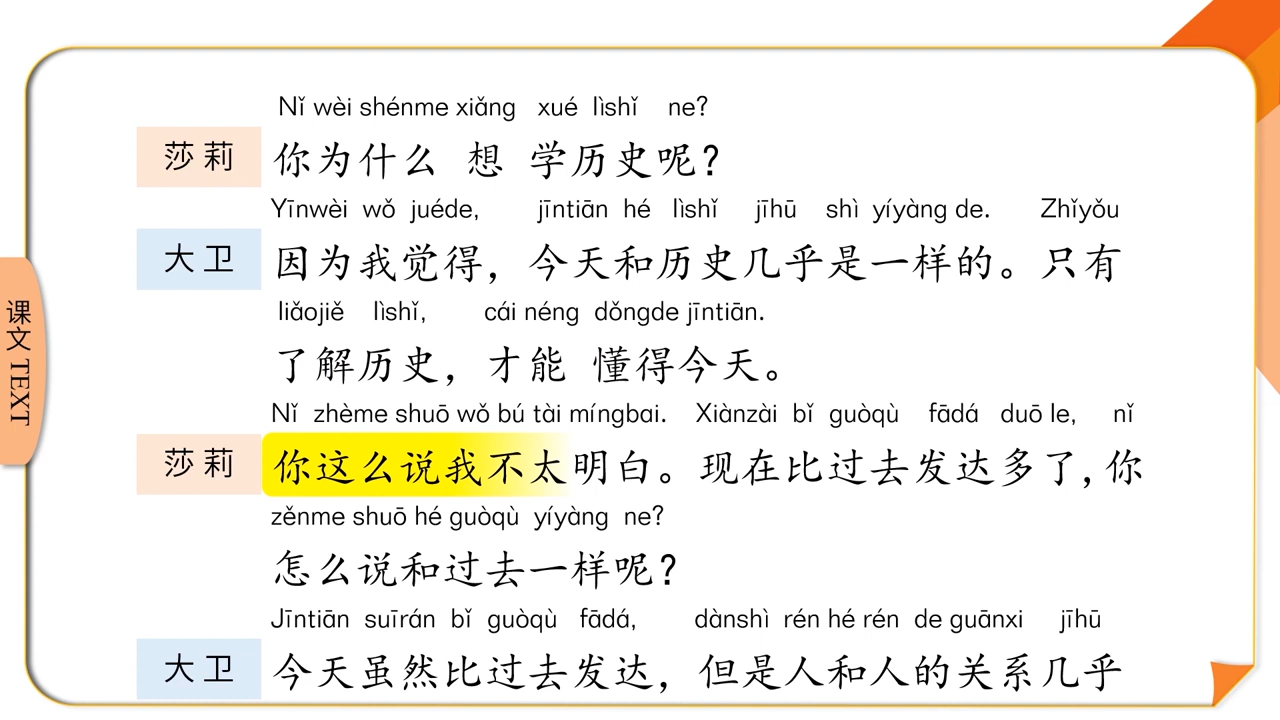 课文 TEXT
Nǐ wèi shénme xiǎng xué lìshǐ ne?
莎莉 你为什么 想 学历史呢？
Yīnwèi wǒ juéde, jīntiān hé lìshǐ jīhū shì yíyàng de. Zhǐyǒu
大卫 因为我觉得，今天和历史几乎是一样的。只有
liǎojiě lìshǐ, cái néng dǒngde jīntiān.
了解历史，才能 懂得今天。
Nǐ zhème shuō wǒ bú tài míngbai. Xiànzài bǐ guòqù fādá duō le, nǐ
莎莉 你这么说我不太明白。现在比过去发达多了，你
zěnme shuō hé guòqù yíyàng ne?
怎么说和过去一样呢？
Jīntiān suīrán bǐ guòqù fādá, dànshì rén hé rén de guānxi jīhū
大卫 今天虽然比过去发达，但是人和人的关系几乎